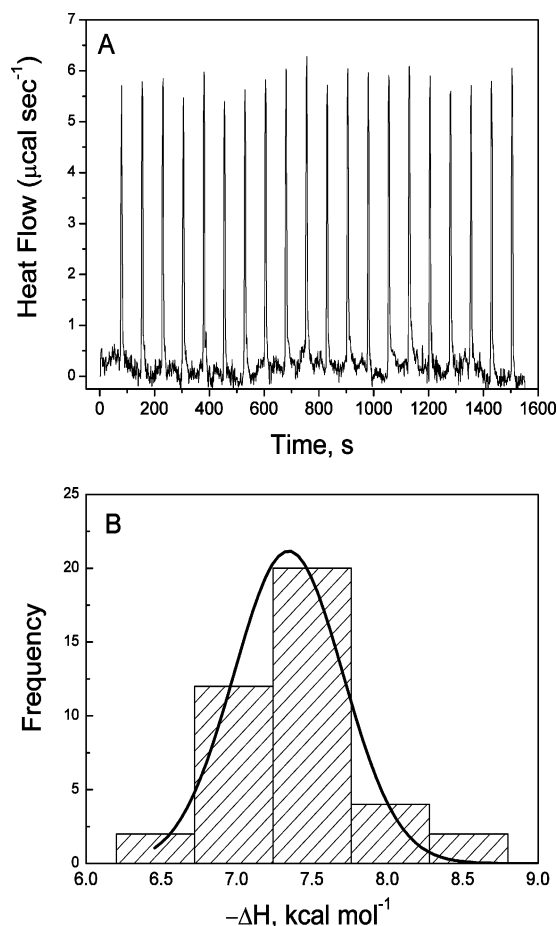 A
7
6
5
4
3
2
1
0
Heat Flow (μcal sec⁻¹)
0 200 400 600 800 1000 1200 1400 1600
Time, s
B
25
20
15
10
5
0
Frequency
6.0 6.5 7.0 7.5 8.0 8.5 9.0
−ΔH, kcal mol⁻¹